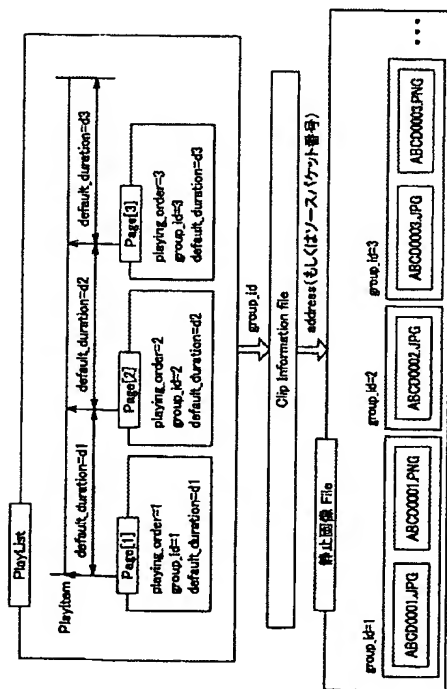 PlayList
PlayItem
default_duration=d1
default_duration=d2
default_duration=d3
Page[1]
playing_order=1
group_id=1
default_duration=d1
Page[2]
playing_order=2
group_id=2
default_duration=d2
Page[3]
playing_order=3
group_id=3
default_duration=d3
group_id
Clip Information file
address(もしくはソースパケット番号)
静止画像 File
group_id=1
ABCD0001.JPG
ABCD0001.PNG
group_id=2
ABCD0002.JPG
group_id=3
ABCD0003.JPG
ABCD0003.PNG
...